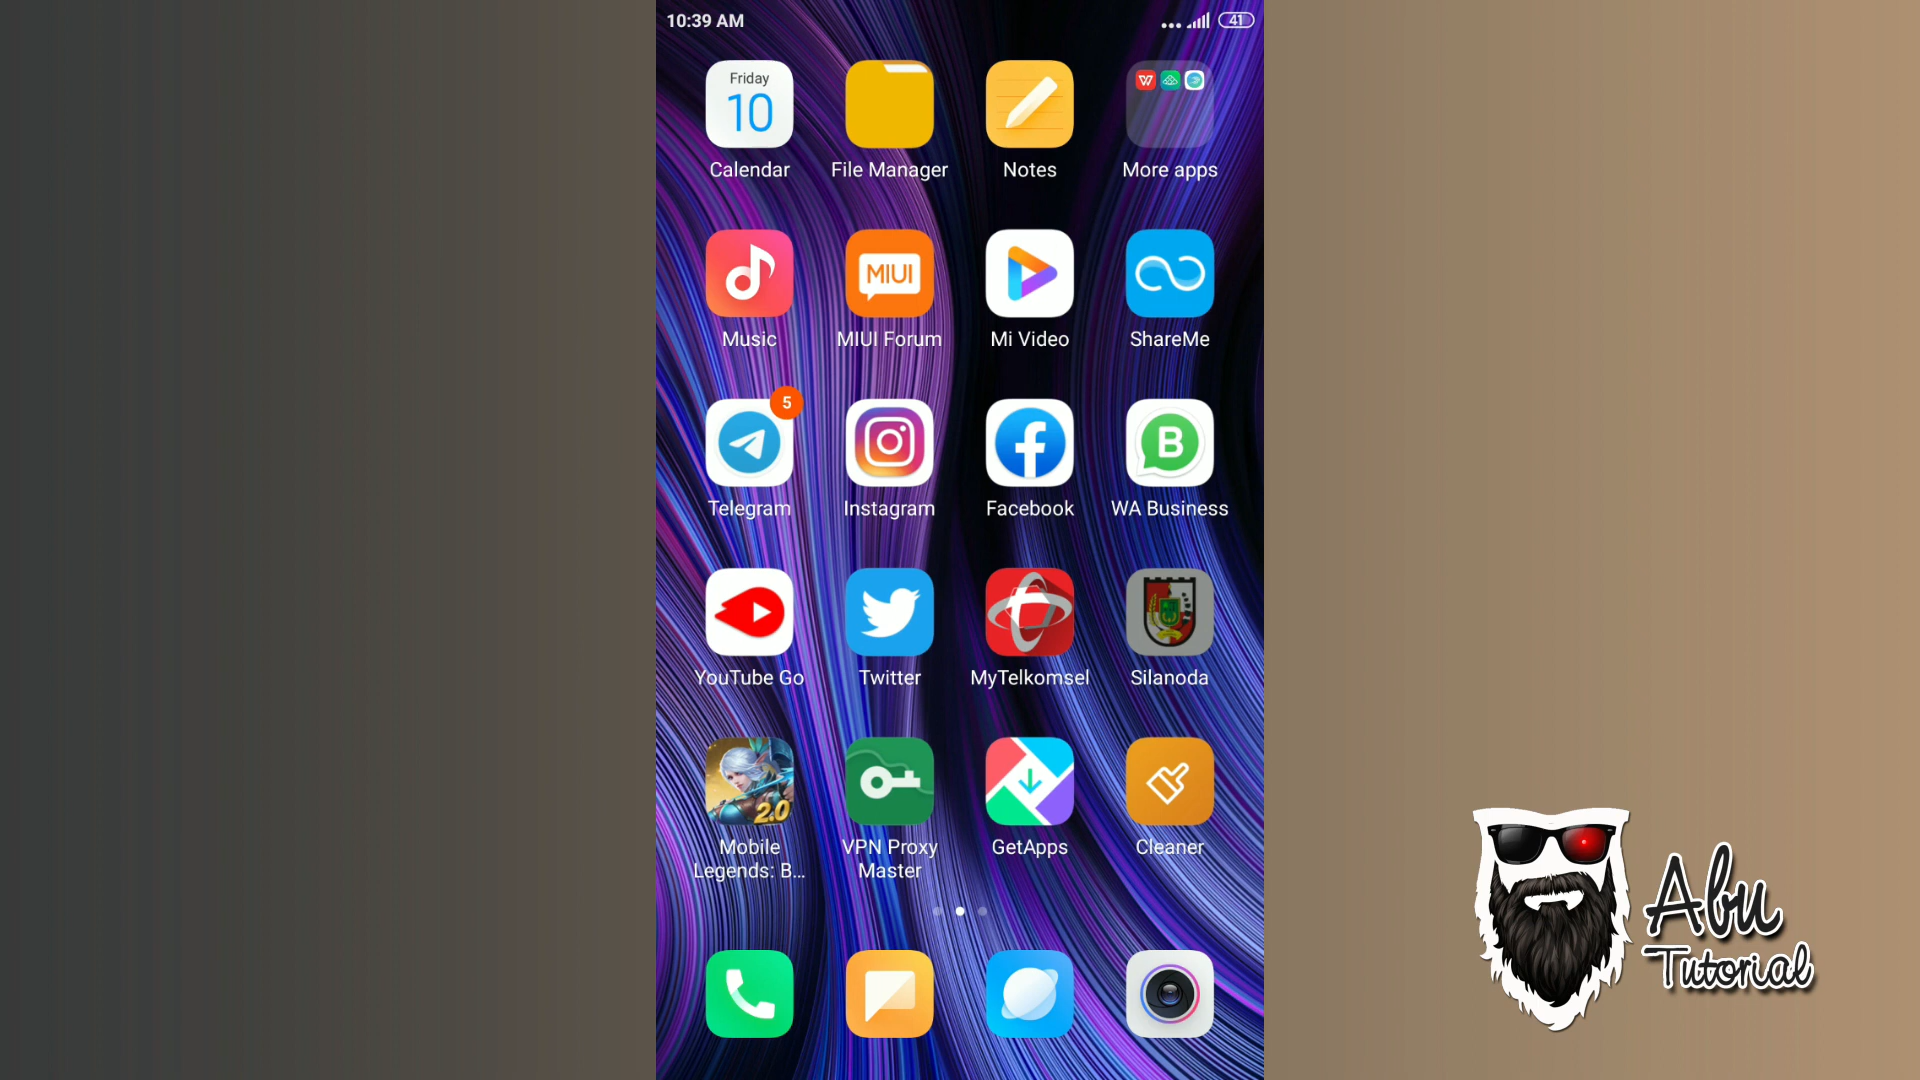 10:39 AM
41
Friday
10
Calendar
File Manager
Notes
More apps
MIUI
Music
MIUI Forum
Mi Video
ShareMe
5
B
Telegram
Instagram
Facebook
WA Business
YouTube Go
Twitter
MyTelkomsel
Silanoda
2.0
Mobile
Legends: B...
VPN Proxy
Master
GetApps
Cleaner
Abu
Tutorial